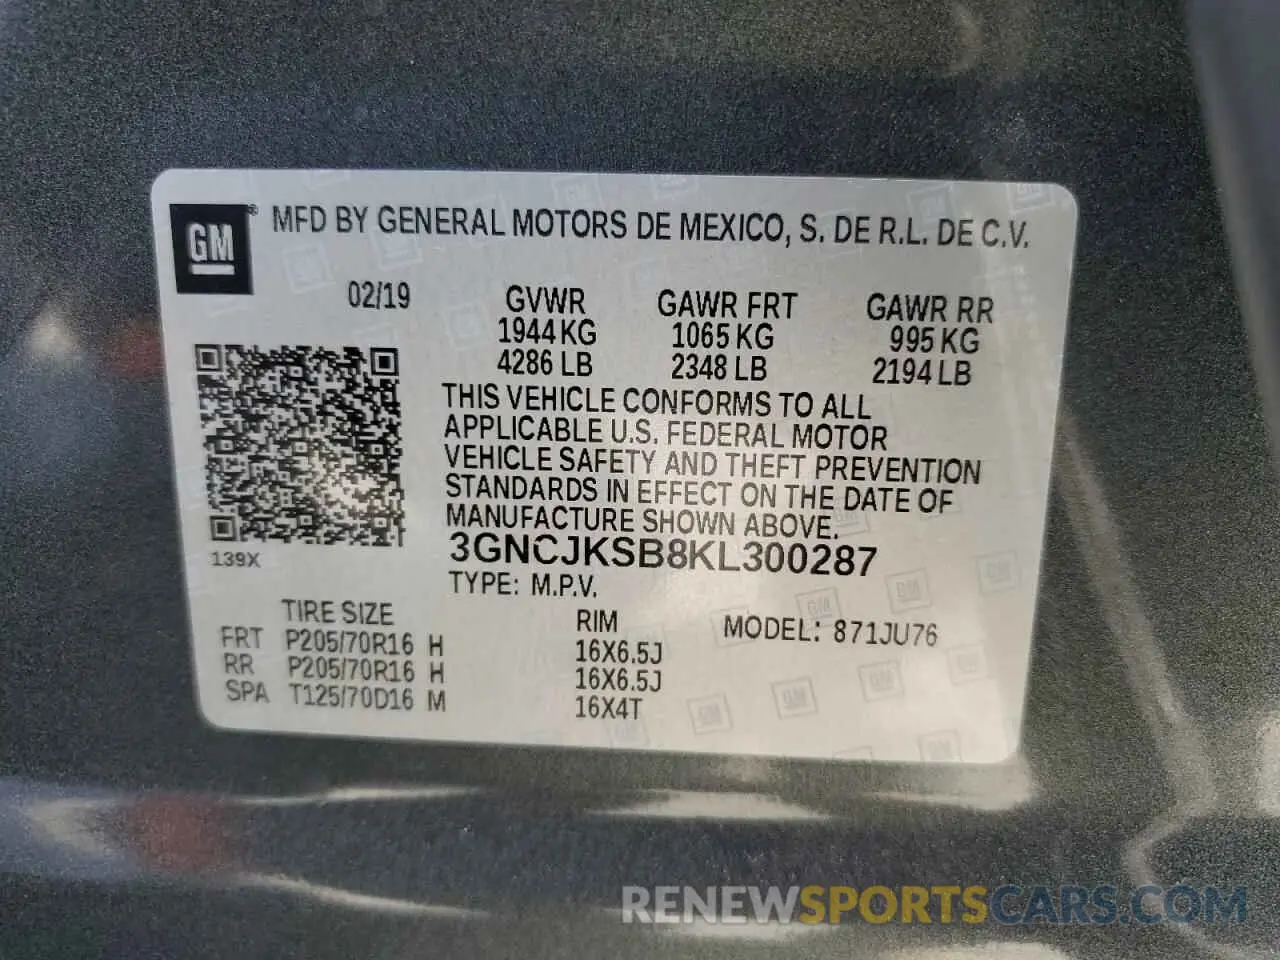 GM ® MFD BY GENERAL MOTORS DE MEXICO, S. DE R.L. DE C.V.
02/19 GVWR GAWR FRT GAWR RR
1944 KG 1065 KG 995 KG
4286 LB 2348 LB 2194 LB
THIS VEHICLE CONFORMS TO ALL
APPLICABLE U.S. FEDERAL MOTOR
VEHICLE SAFETY AND THEFT PREVENTION
STANDARDS IN EFFECT ON THE DATE OF
MANUFACTURE SHOWN ABOVE.
139X
3GNCJKSB8KL300287
TYPE: M.P.V.
TIRE SIZE RIM MODEL: 871JU76
FRT P205/70R16 H 16X6.5J
RR P205/70R16 H 16X6.5J
SPA T125/70D16 M 16X4T
RENEWSPORTSCARS.COM